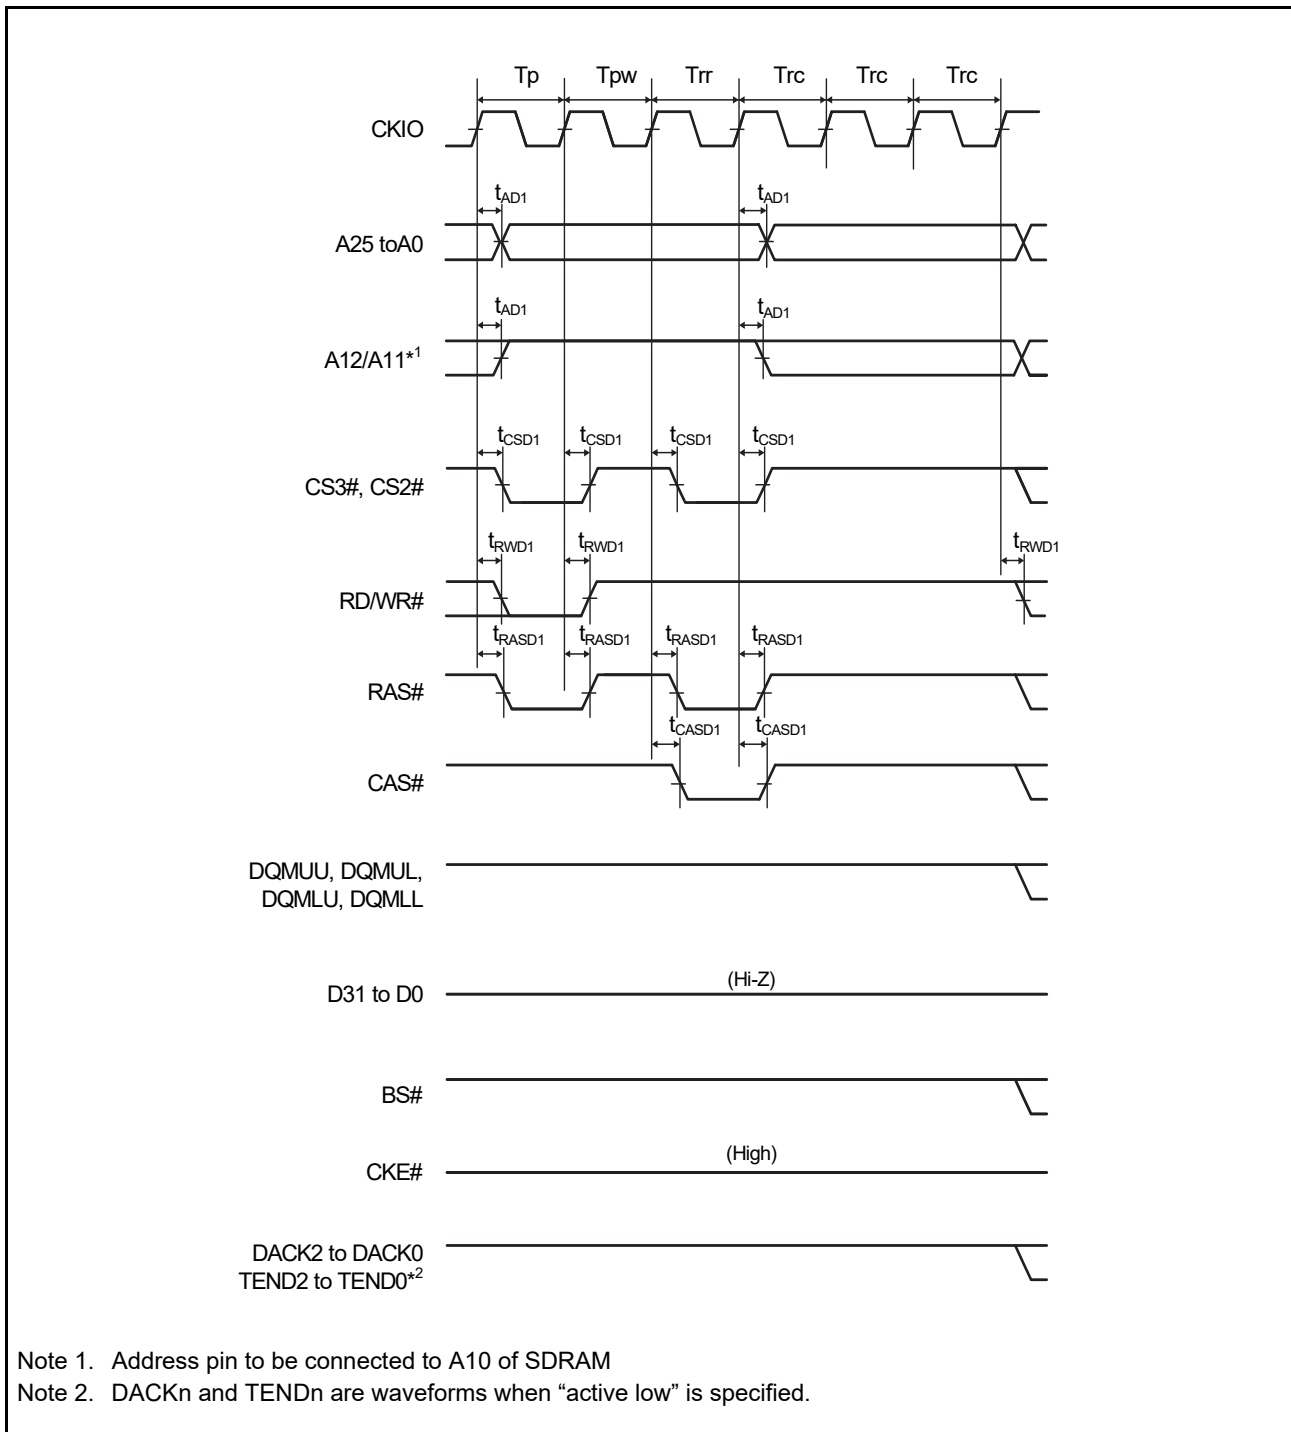 Tp Tpw Trr Trc Trc Trc
CKIO
tAD1 tAD1
A25 toA0
tAD1 tAD1
A12/A11*1
tCSD1 tCSD1 tCSD1 tCSD1
CS3#, CS2#
tRWD1 tRWD1 tRWD1
RD/WR#
tRASD1 tRASD1 tRASD1 tRASD1
RAS#
tCASD1 tCASD1
CAS#
DQMUU, DQMUL,
DQMLU, DQMLL
(Hi-Z)
D31 to D0
BS#
(High)
CKE#
DACK2 to DACK0
TEND2 to TEND0*2
Note 1. Address pin to be connected to A10 of SDRAM
Note 2. DACKn and TENDn are waveforms when “active low” is specified.